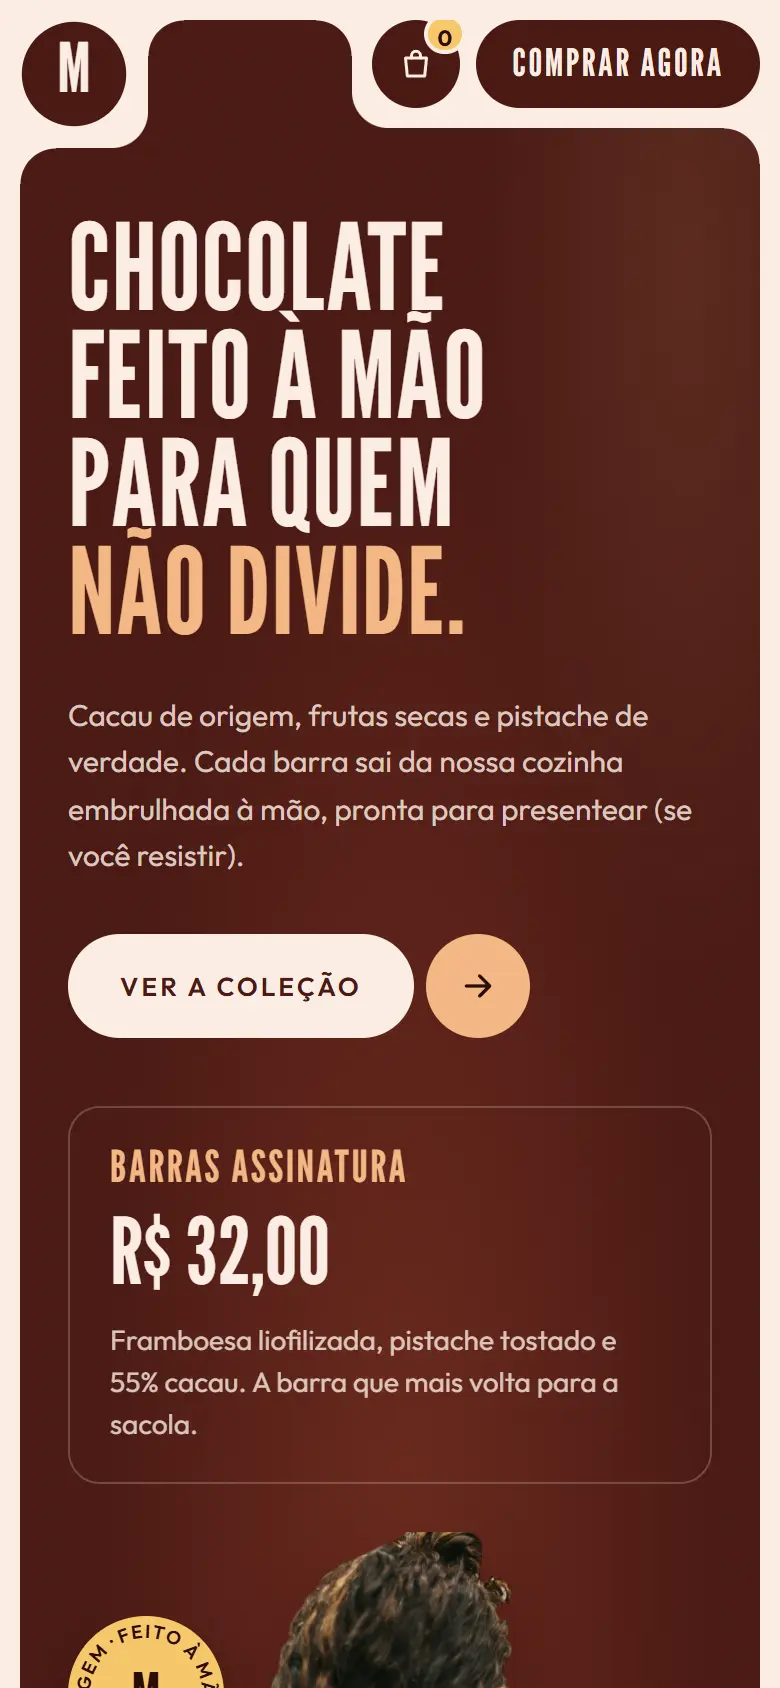 M
0
COMPRAR AGORA
CHOCOLATE
FEITO À MÃO
PARA QUEM
NÃO DIVIDE.
Cacau de origem, frutas secas e pistache de
verdade. Cada barra sai da nossa cozinha
embrulhada à mão, pronta para presentear (se
você resistir).
VER A COLEÇÃO
BARRAS ASSINATURA
R$ 32,00
Framboesa liofilizada, pistache tostado e
55% cacau. A barra que mais volta para a
sacola.
GEM · FEITO À MÃ
M